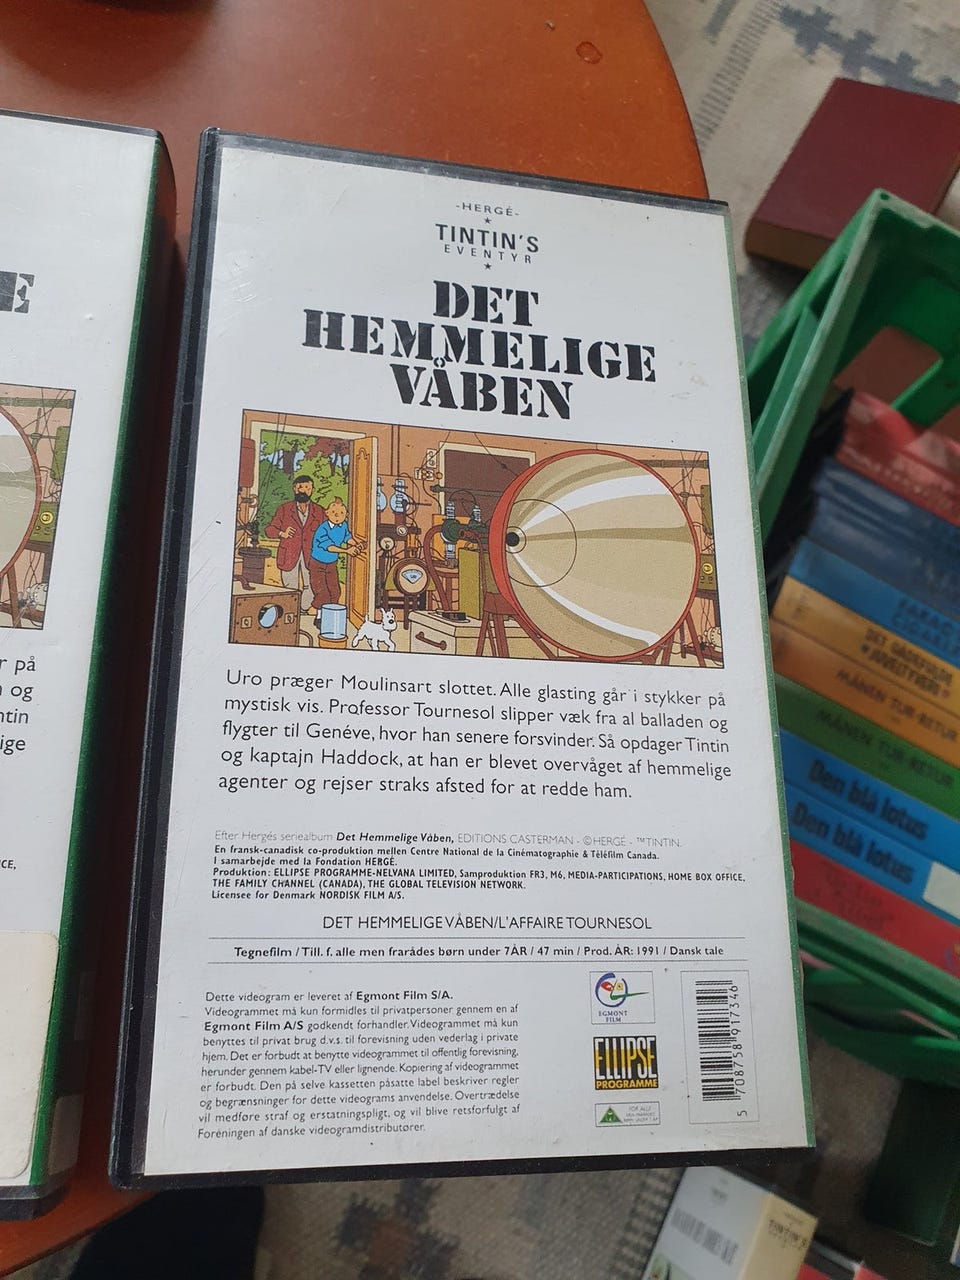 -HERGÉ-
TINTIN'S
EVENTYR
DET
HEMMELIGE
VÅBEN
Uro præger Moulinsart slottet. Alle glasting går i stykker på
mystisk vis. Professor Tournesol slipper væk fra al balladen og
flygter til Genéve, hvor han senere forsvinder. Så opdager Tintin
og kaptajn Haddock, at han er blevet overvåget af hemmelige
agenter og rejser straks afsted for at redde ham.
Efter Hergés seriealbum Det Hemmelige Våben, EDITIONS CASTERMAN - ©HERGÉ - ™TINTIN.
En fransk-canadisk co-produktion mellen Centre National de la Cinématographie & Téléfilm Canada.
I samarbejde med la Fondation HERGÉ.
Produktion: ELLIPSE PROGRAMME-NELVANA LIMITED, Samproduktion FR3, M6, MEDIA-PARTICIPATIONS, HOME BOX OFFICE,
THE FAMILY CHANNEL (CANADA), THE GLOBAL TELEVISION NETWORK.
Licensee for Denmark NORDISK FILM A/S.
DET HEMMELIGE VÅBEN/L'AFFAIRE TOURNESOL
Tegnefilm / Till. f. alle men frarådes børn under 7ÅR / 47 min / Prod. ÅR: 1991 / Dansk tale
Dette videogram er leveret af Egmont Film S/A.
Videogrammet må kun formidles til privatpersoner gennem en af
Egmont Film A/S godkendt forhandler. Videogrammet må kun
benyttes til privat brug d.v.s. til forevisning uden vederlag i private
hjem. Det er forbudt at benytte videogrammet til offentlig forevisning,
herunder gennem kabel-TV eller lignende. Kopiering af videogrammet
er forbudt. Den på selve kassetten påsatte label beskriver regler
og begrænsninger for dette videograms anvendelse. Overtrædelse
vil medføre straf og erstatningspligt, og vil blive retsforfulgt af
Foreningen af danske videogramdistributører.
EGMONT
FILM
ELLIPSE
PROGRAMME
TILF. ALLE
5 708758 917346
E
r på
og
ntin
ige
CE,
FARAOS
CIGARER
DET GÅDEFULDE
MÅNEN TUR-RETUR
MÅNEN TUR-RETUR
Den blå lotus
Den blå lotus
TINTIN'S